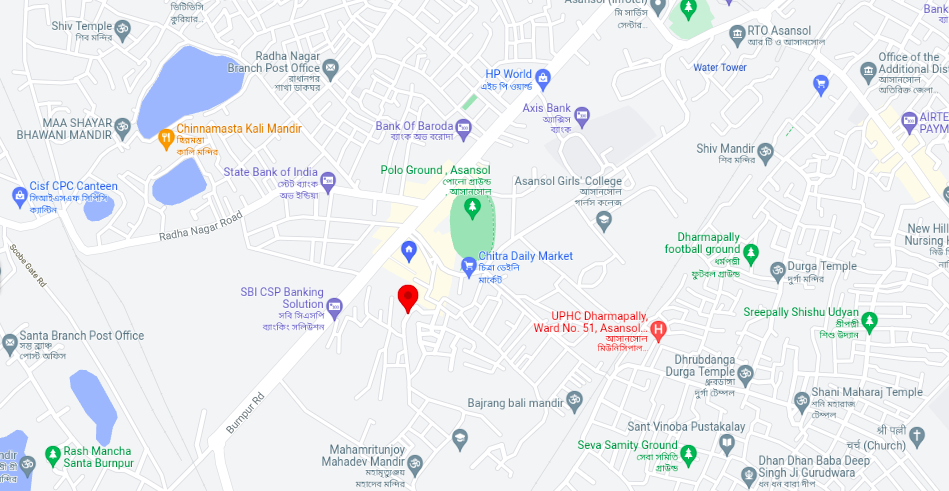 ভিটিডিসি
কুরিয়ার...
Shiv Temple
শিব মন্দির
Asansol (Infotel)
মি সার্ভিস
সেন্টার...
RTO Asansol
আর টি ও আসানসোল
Bank
Water Tower
Office of the
Additional Dist
আসানসোল
অতিরিক্ত জেলা...
Radha Nagar
Branch Post Office
রাধানগর
শাখা ডাকঘর
HP World
এইচ পি ওয়ার্ল্ড
Axis Bank
অ্যাক্সিস
ব্যাংক
AIRTE
PAYM
MAA SHAYAR
BHAWANI MANDIR
Chinnamasta Kali Mandir
ছিন্নমস্তা
কালি মন্দির
Bank Of Baroda
ব্যাংক অভ বরোদা
Shiv Mandir
শিব মন্দির
State Bank of India
স্টেট ব্যাংক
অভ ইন্ডিয়া
Polo Ground , Asansol
পোলো গ্রাউন্ড
, আসানসোল
Asansol Girls' College
আসানসোল
গার্লস কলেজ
Cisf CPC Canteen
সিআইএসএফ সিপিসি
ক্যান্টিন
Radha Nagar Road
Scobe Gate Rd
Dharmapally
football ground
ধর্মপল্লী
ফুটবল গ্রাউন্ড
New Hill
Nursing H
Chitra Daily Market
চিত্রা ডেইলি
মার্কেট
Durga Temple
দুর্গা মন্দির
SBI CSP Banking
Solution
সবি সিএসপি
ব্যাংকিং সলিউশন
UPHC Dharmapally,
Ward No. 51, Asansol...
আসানসোল
মিউনিসিপাল...
Sreepally Shishu Udyan
শ্রীপল্লী
শিশু উদ্যান
Santa Branch Post Office
সন্ত ব্র্যাঞ্চ
পোস্ট অফিস
Dhrubdanga
Durga Temple
ধ্রুবডাঙ্গা
দুর্গা টেম্পল
Burnpur Rd
Bajrang bali mandir
Shani Maharaj Temple
শনি মহারাজ
টেম্পল
Sant Vinoba Pustakalay
श्री पल्ली
चर्च (Church)
Rash Mancha
Santa Burnpur
Mahamritunjoy
Mahadev Mandir
মহামৃত্যুঞ্জয়
মহাদেব মন্দির
Seva Samity Ground
সেবা সমিতি
গ্রাউন্ড
Dhan Dhan Baba Deep
Singh Ji Gurudwara
ধন ধন বাবা দীপ